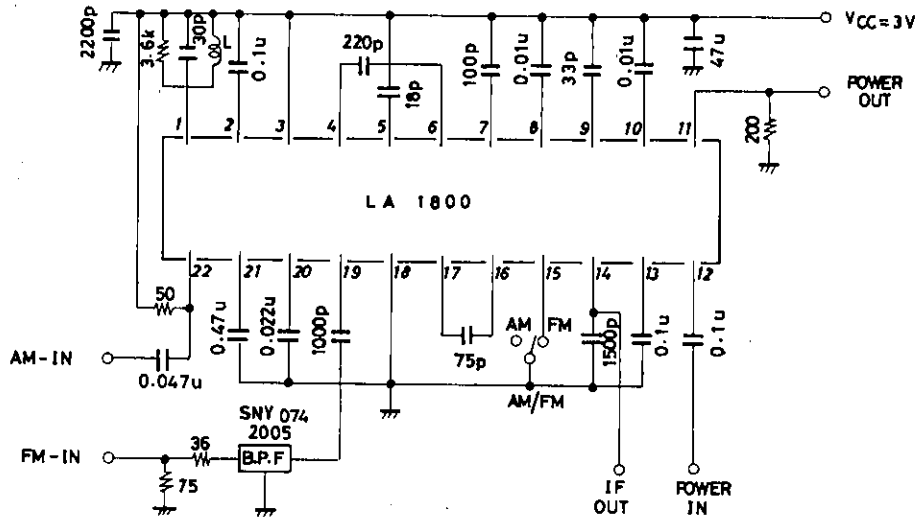 2200p
3.6k
30p
L
0.1u
220p
18p
100p
0.01u
33p
0.01u
47u
VCC=3V
POWER
OUT
200
1 2 3 4 5 6 7 8 9 10 11
LA 1800
22 21 20 19 18 17 16 15 14 13 12
50
0.47u
0.022u
1000p
75p
AM
FM
1500p
0.1u
0.1u
AM-IN
0.047u
AM/FM
SNY 074
2005
FM-IN
36
B.P.F
75
IF
OUT
POWER
IN